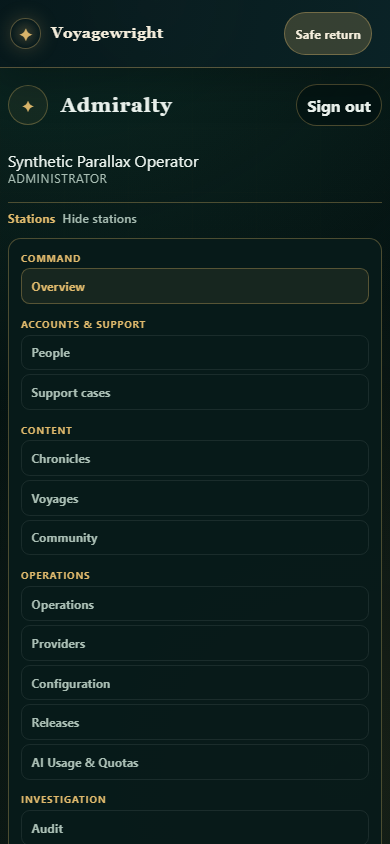 Voyagewright
Safe return
Admiralty
Sign out
Synthetic Parallax Operator
ADMINISTRATOR
Stations Hide stations
COMMAND
Overview
ACCOUNTS & SUPPORT
People
Support cases
CONTENT
Chronicles
Voyages
Community
OPERATIONS
Operations
Providers
Configuration
Releases
AI Usage & Quotas
INVESTIGATION
Audit